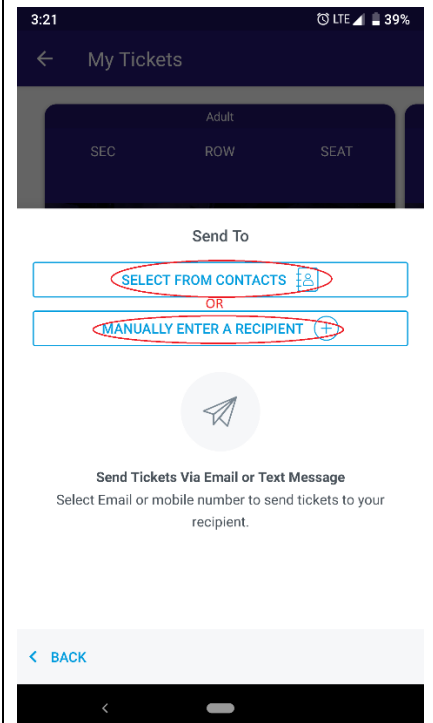 3:21 LTE 39%
My Tickets
Adult
SEC ROW SEAT
Send To
SELECT FROM CONTACTS
OR
MANUALLY ENTER A RECIPIENT
Send Tickets Via Email or Text Message
Select Email or mobile number to send tickets to your
recipient.
BACK